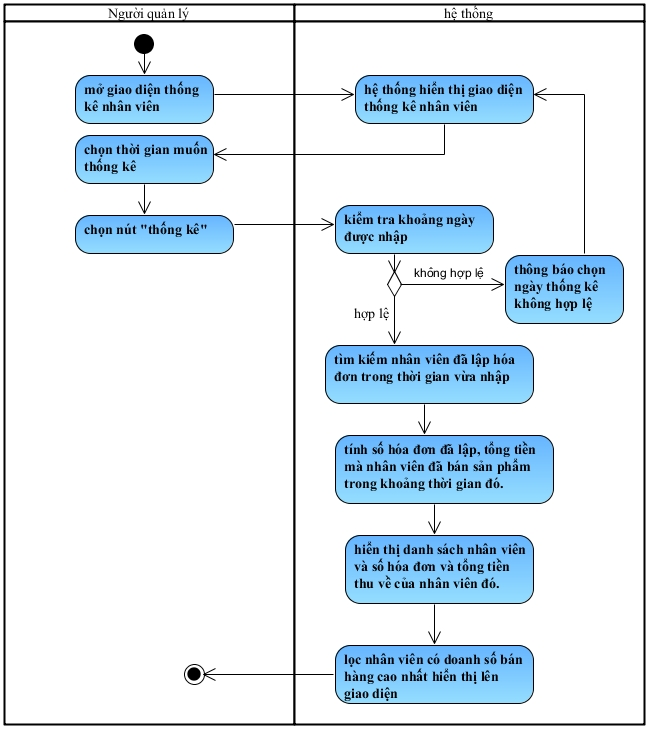 Người quản lý
hệ thống
mở giao diện thống
kê nhân viên
hệ thống hiển thị giao diện
thống kê nhân viên
chọn thời gian muốn
thống kê
chọn nút "thống kê"
kiểm tra khoảng ngày
được nhập
không hợp lệ
thông báo chọn
ngày thống kê
không hợp lệ
hợp lệ
tìm kiếm nhân viên đã lập hóa
đơn trong thời gian vừa nhập
tính số hóa đơn đã lập, tổng tiền
mà nhân viên đã bán sản phẩm
trong khoảng thời gian đó.
hiển thị danh sách nhân viên
và số hóa đơn và tổng tiền
thu về của nhân viên đó.
lọc nhân viên có doanh số bán
hàng cao nhất hiển thị lên
giao diện